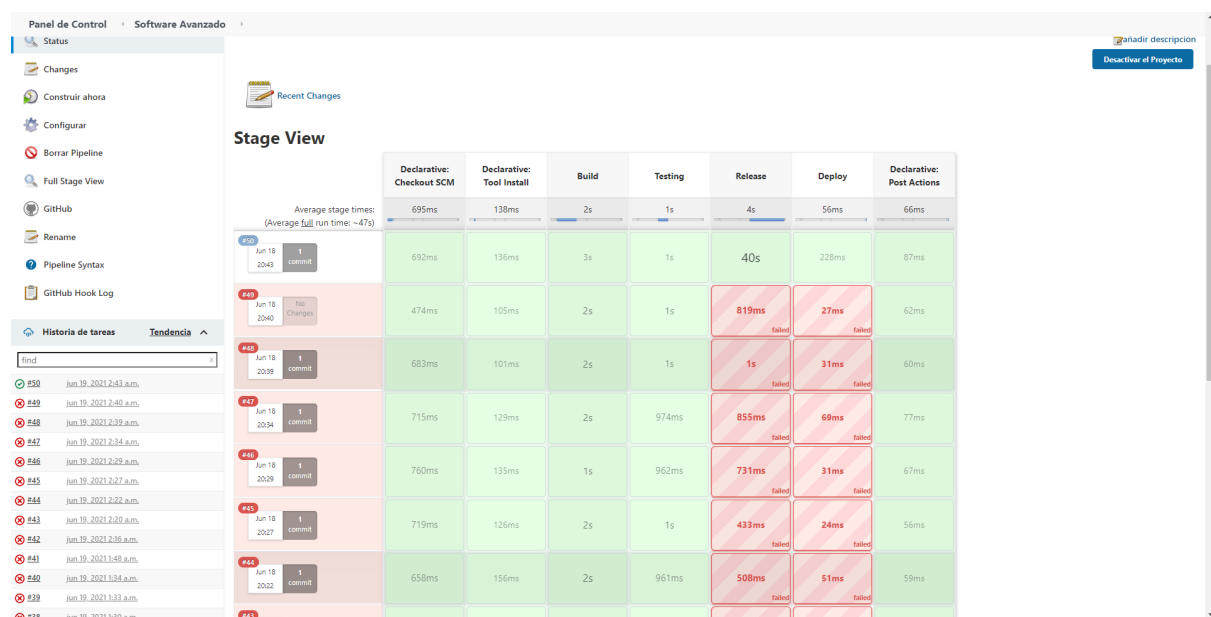 Panel de Control › Software Avanzado ›
Status
Changes
Construir ahora
Configurar
Borrar Pipeline
Full Stage View
GitHub
Rename
Pipeline Syntax
GitHub Hook Log
Historia de tareas Tendencia
find x
#50 jun 19, 2021 2:43 a.m.
#49 jun 19, 2021 2:40 a.m.
#48 jun 19, 2021 2:39 a.m.
#47 jun 19, 2021 2:34 a.m.
#46 jun 19, 2021 2:29 a.m.
#45 jun 19, 2021 2:27 a.m.
#44 jun 19, 2021 2:22 a.m.
#43 jun 19, 2021 2:20 a.m.
#42 jun 19, 2021 2:16 a.m.
#41 jun 19, 2021 1:48 a.m.
#40 jun 19, 2021 1:34 a.m.
#39 jun 19, 2021 1:33 a.m.
añadir descripción
Desactivar el Proyecto
Recent Changes
Stage View
Declarative: Checkout SCM
Declarative: Tool Install
Build
Testing
Release
Deploy
Declarative: Post Actions
Average stage times:
(Average full run time: ~47s)
695ms 138ms 2s 1s 4s 56ms 66ms
#50
Jun 18 20:43
1 commit
692ms 136ms 3s 1s 40s 228ms 87ms
#49
Jun 18 20:40
No Changes
474ms 105ms 2s 1s 819ms failed 27ms failed 62ms
#48
Jun 18 20:39
1 commit
683ms 101ms 2s 1s 1s failed 31ms failed 60ms
#47
Jun 18 20:34
1 commit
715ms 129ms 2s 974ms 855ms failed 69ms failed 77ms
#46
Jun 18 20:29
1 commit
760ms 135ms 1s 962ms 731ms failed 31ms failed 67ms
#45
Jun 18 20:27
1 commit
719ms 126ms 2s 1s 433ms failed 24ms failed 56ms
#44
Jun 18 20:22
1 commit
658ms 156ms 2s 961ms 508ms failed 51ms failed 59ms